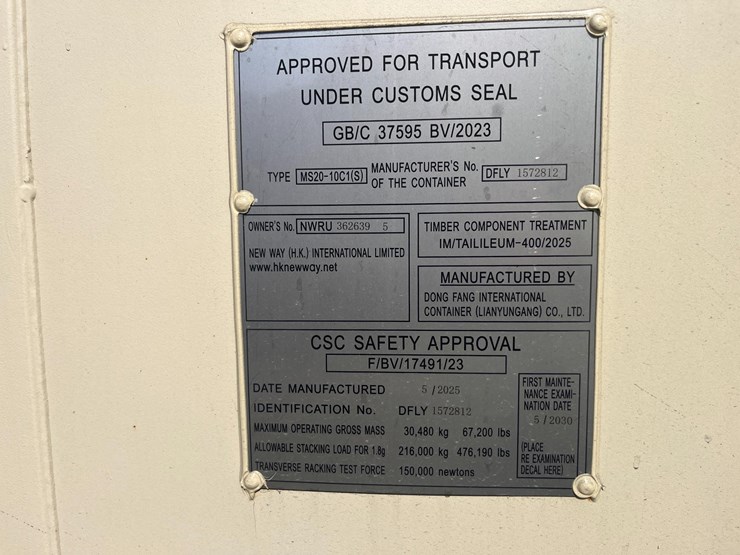 APPROVED FOR TRANSPORT
UNDER CUSTOMS SEAL
GB/C 37595 BV/2023
TYPE MS20-10C1(S) MANUFACTURER'S No. OF THE CONTAINER DFLY 1572812
OWNER'S No. NWRU 362639 5
NEW WAY (H.K.) INTERNATIONAL LIMITED
www.hknewway.net
TIMBER COMPONENT TREATMENT
IM/TAILILEUM-400/2025
MANUFACTURED BY
DONG FANG INTERNATIONAL
CONTAINER (LIANYUNGANG) CO., LTD.
CSC SAFETY APPROVAL
F/BV/17491/23
DATE MANUFACTURED 5/2025
IDENTIFICATION No. DFLY 1572812
MAXIMUM OPERATING GROSS MASS 30,480 kg 67,200 lbs
ALLOWABLE STACKING LOAD FOR 1.8g 216,000 kg 476,190 lbs
TRANSVERSE RACKING TEST FORCE 150,000 newtons
FIRST MAINTE-
NANCE EXAMI-
NATION DATE
5/2030
(PLACE
RE EXAMINATION
DECAL HERE)